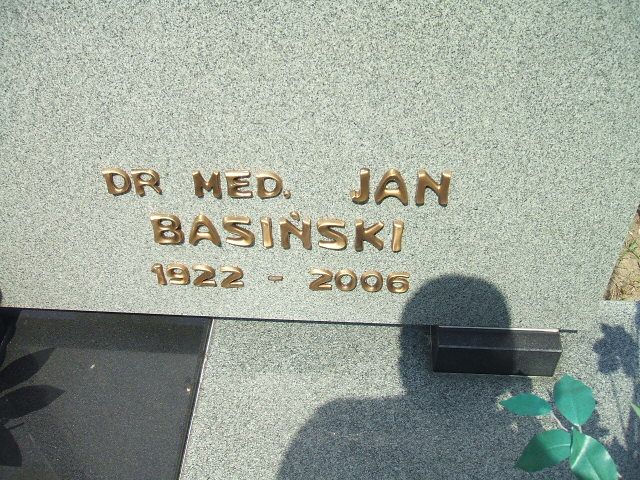 DR MED. JAN
BASIŃSKI
1922 - 2006